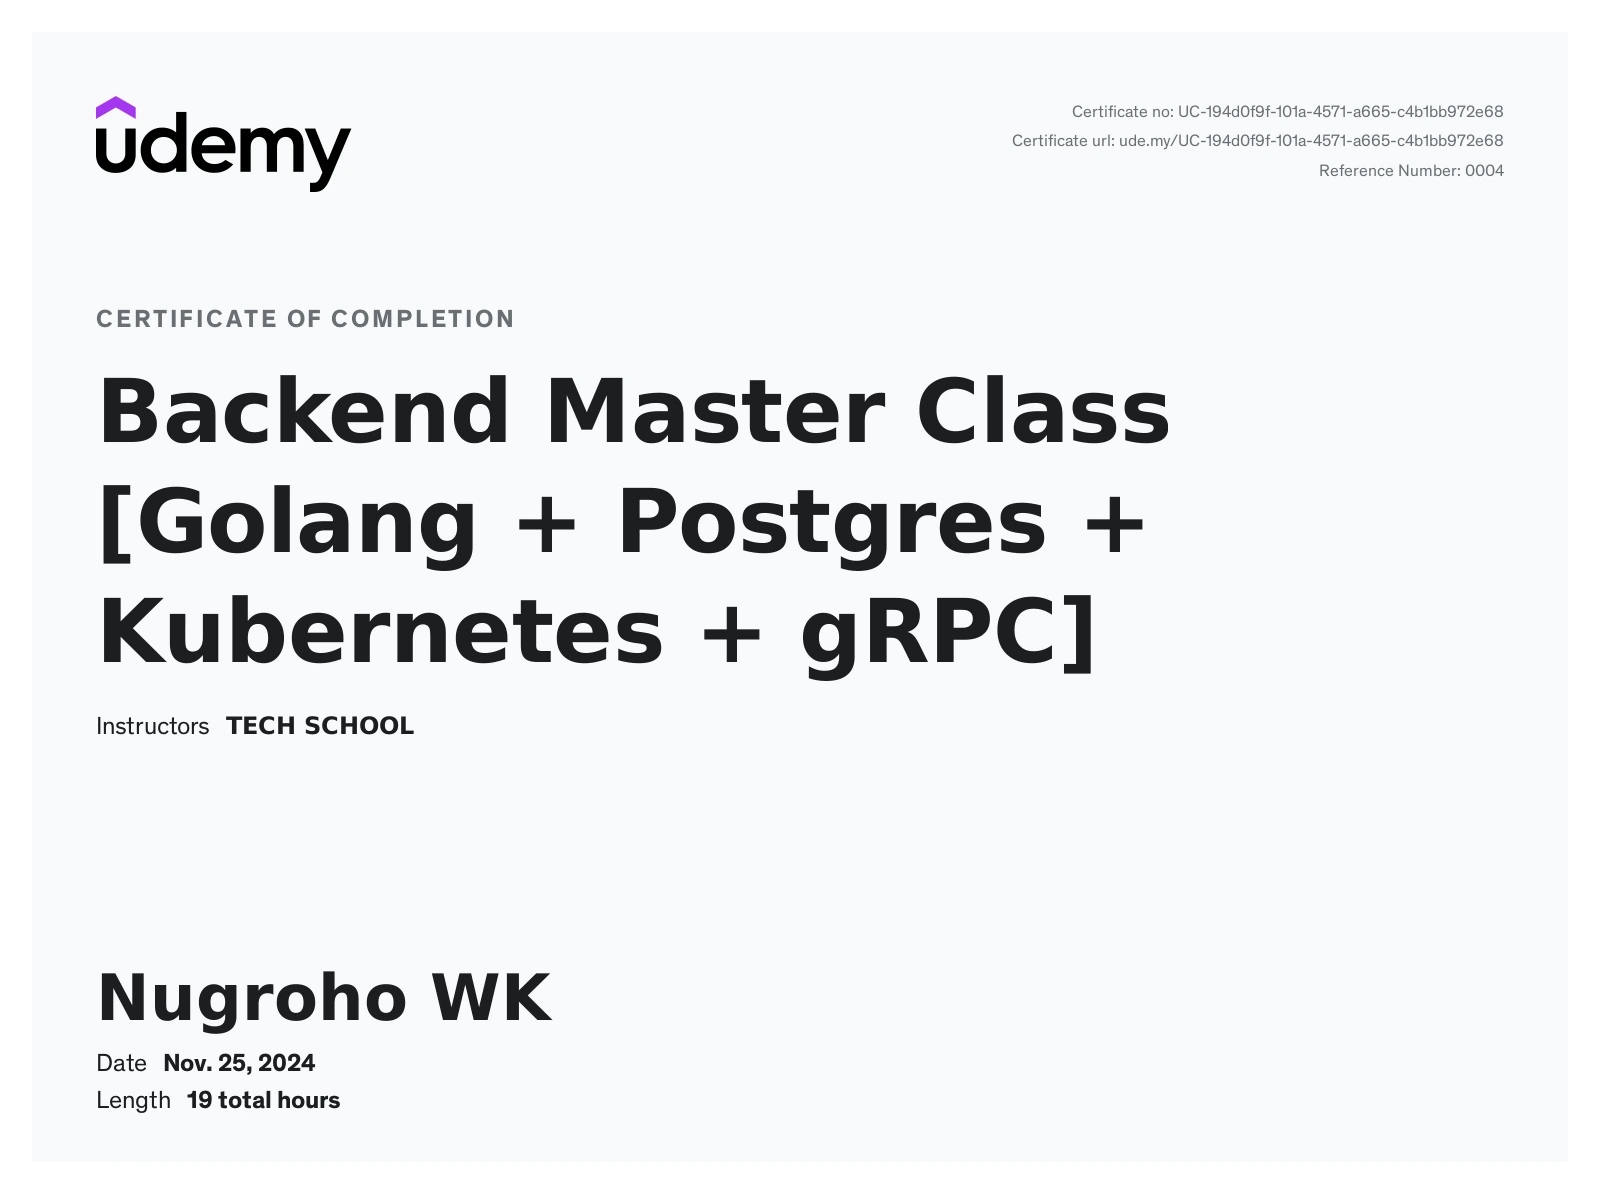 udemy
Certificate no: UC-194d0f9f-101a-4571-a665-c4b1bb972e68
Certificate url: ude.my/UC-194d0f9f-101a-4571-a665-c4b1bb972e68
Reference Number: 0004
CERTIFICATE OF COMPLETION
Backend Master Class
[Golang + Postgres +
Kubernetes + gRPC]
Instructors TECH SCHOOL
Nugroho WK
Date Nov. 25, 2024
Length 19 total hours